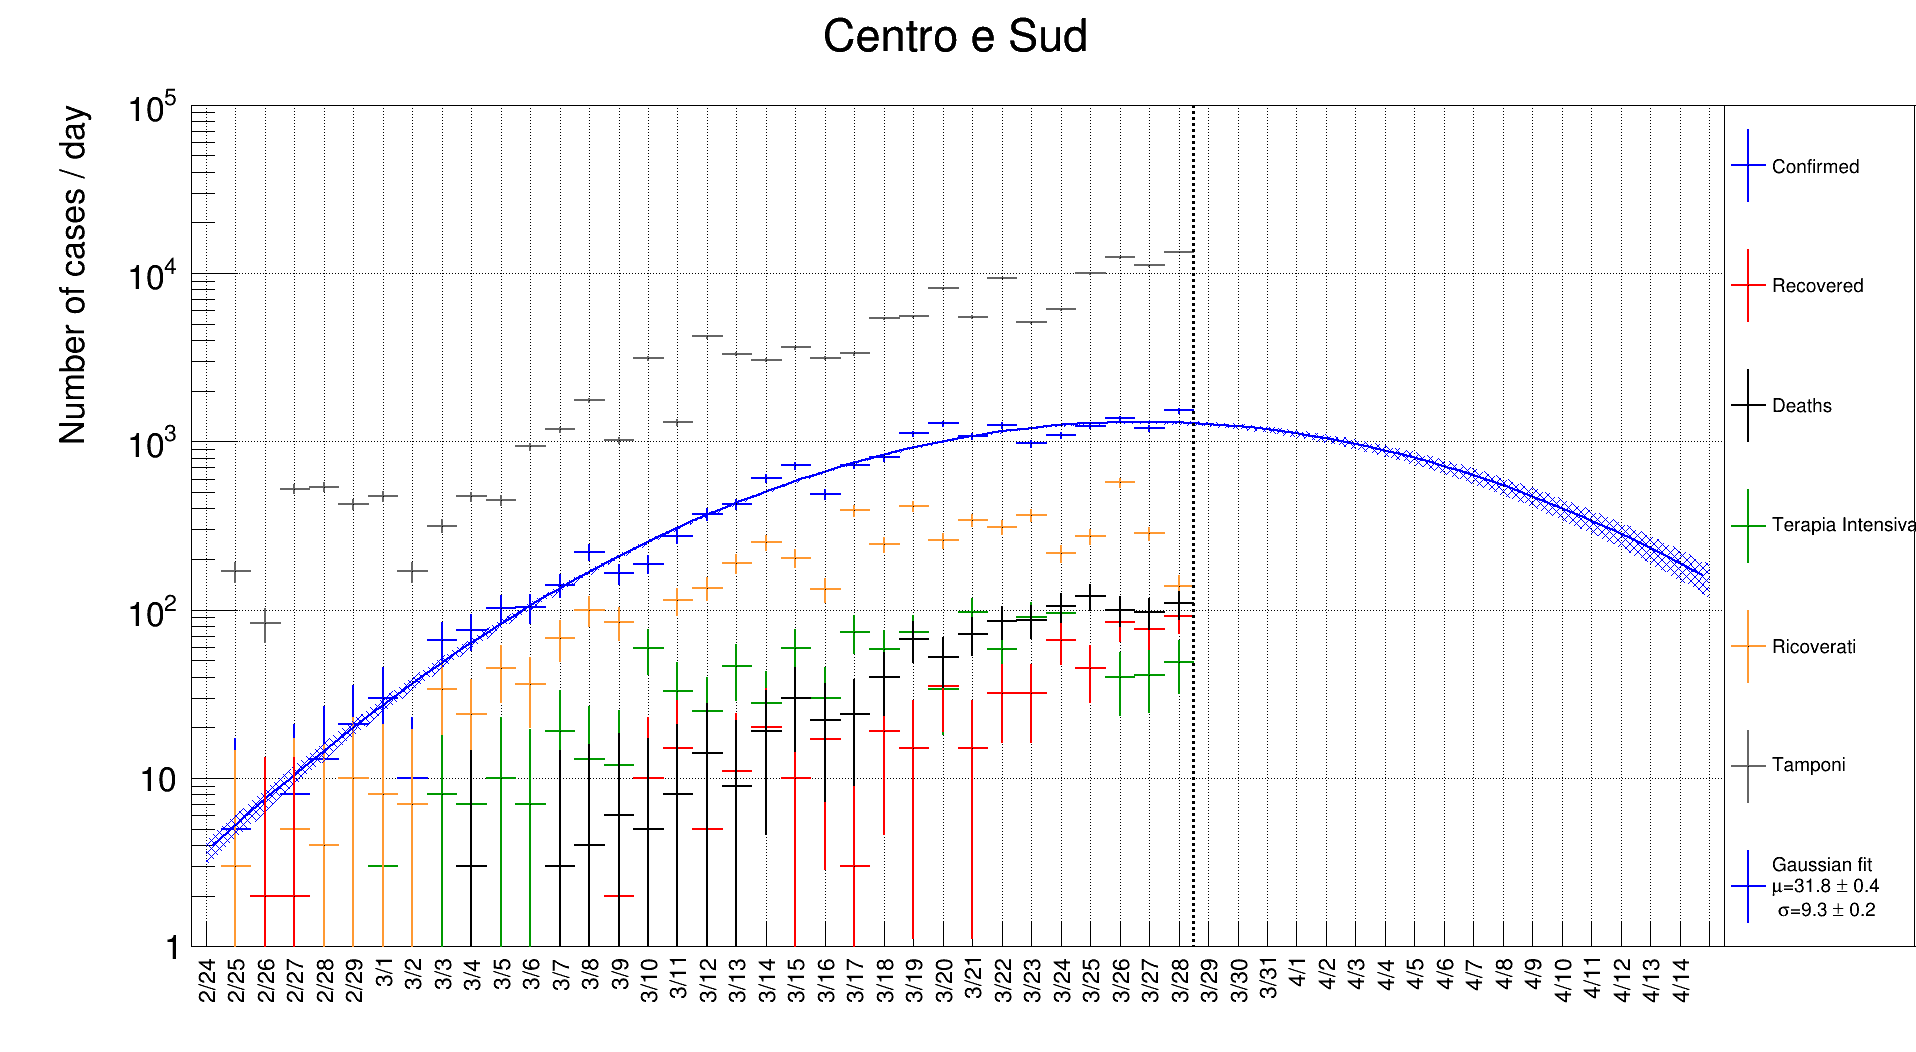 Centro e Sud
Number of cases / day
10^5
10^4
10^3
10^2
10
1
2/24 2/25 2/26 2/27 2/28 2/29 3/1 3/2 3/3 3/4 3/5 3/6 3/7 3/8 3/9 3/10 3/11 3/12 3/13 3/14 3/15 3/16 3/17 3/18 3/19 3/20 3/21 3/22 3/23 3/24 3/25 3/26 3/27 3/28 3/29 3/30 3/31 4/1 4/2 4/3 4/4 4/5 4/6 4/7 4/8 4/9 4/10 4/11 4/12 4/13 4/14
Confirmed
Recovered
Deaths
Terapia Intensiva
Ricoverati
Tamponi
Gaussian fit
μ=31.8 ± 0.4
σ=9.3 ± 0.2